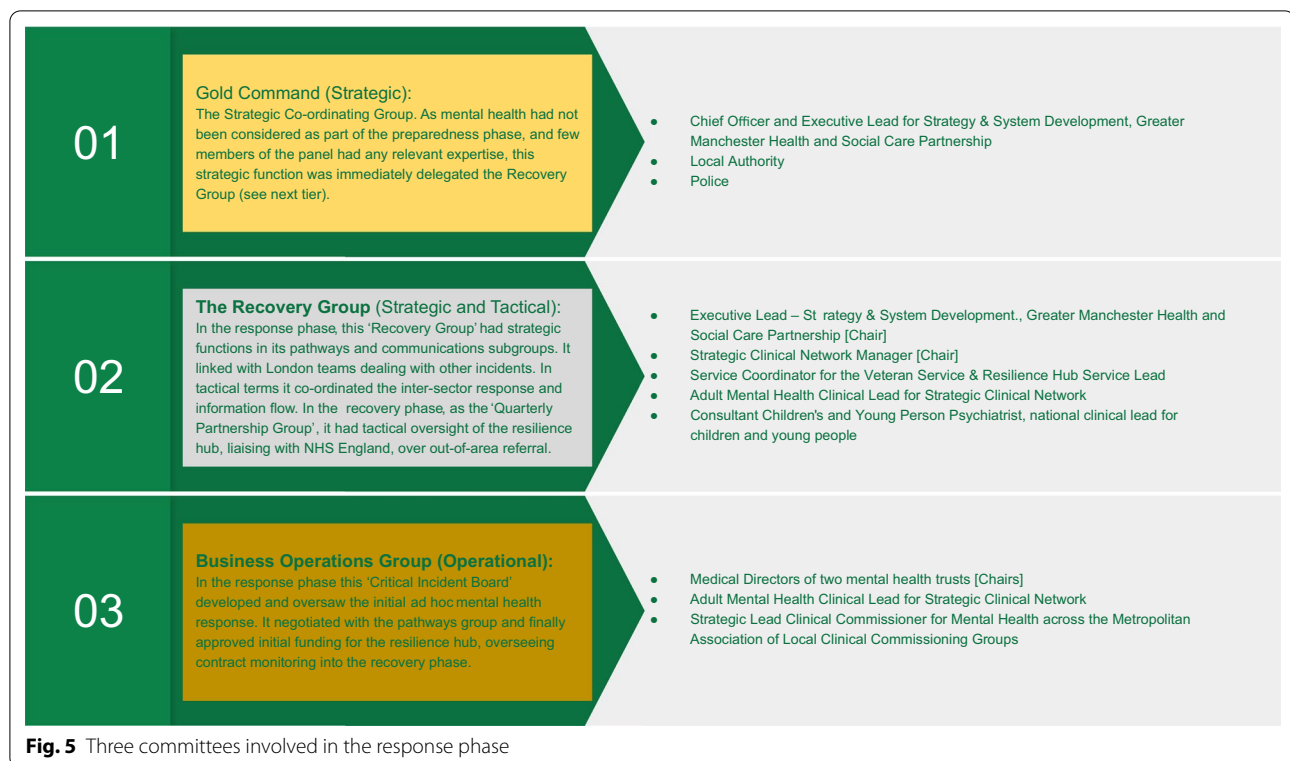 01
Gold Command (Strategic):
The Strategic Co-ordinating Group. As mental health had not
been considered as part of the preparedness phase, and few
members of the panel had any relevant expertise, this
strategic function was immediately delegated the Recovery
Group (see next tier).
● Chief Officer and Executive Lead for Strategy & System Development, Greater
Manchester Health and Social Care Partnership
● Local Authority
● Police
02
The Recovery Group (Strategic and Tactical):
In the response phase, this ‘Recovery Group’ had strategic
functions in its pathways and communications subgroups. It
linked with London teams dealing with other incidents. In
tactical terms it co-ordinated the inter-sector response and
information flow. In the recovery phase, as the ‘Quarterly
Partnership Group’, it had tactical oversight of the resilience
hub, liaising with NHS England, over out-of-area referral.
● Executive Lead – St rategy & System Development., Greater Manchester Health and
Social Care Partnership [Chair]
● Strategic Clinical Network Manager [Chair]
● Service Coordinator for the Veteran Service & Resilience Hub Service Lead
● Adult Mental Health Clinical Lead for Strategic Clinical Network
● Consultant Children's and Young Person Psychiatrist, national clinical lead for
children and young people
03
Business Operations Group (Operational):
In the response phase this ‘Critical Incident Board’
developed and oversaw the initial ad hoc mental health
response. It negotiated with the pathways group and finally
approved initial funding for the resilience hub, overseeing
contract monitoring into the recovery phase.
● Medical Directors of two mental health trusts [Chairs]
● Adult Mental Health Clinical Lead for Strategic Clinical Network
● Strategic Lead Clinical Commissioner for Mental Health across the Metropolitan
Association of Local Clinical Commissioning Groups
Fig. 5 Three committees involved in the response phase